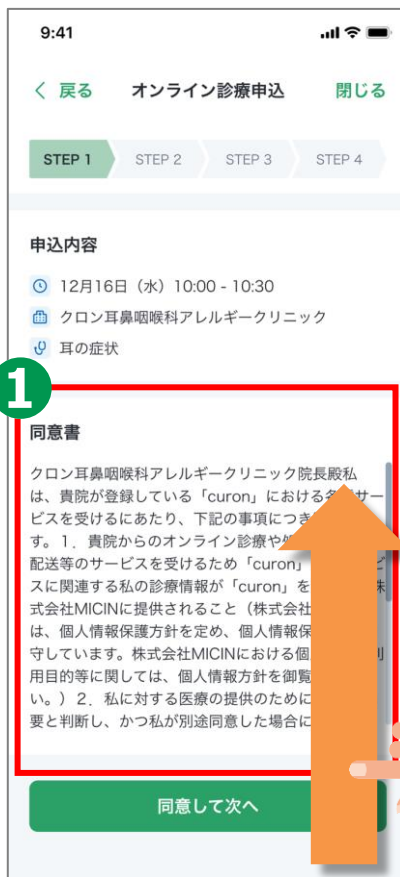 9:41
戻る オンライン診療申込 閉じる
STEP 1 STEP 2 STEP 3 STEP 4
申込内容
12月16日（水）10:00 - 10:30
クロン耳鼻咽喉科アレルギークリニック
耳の症状
1
同意書
クロン耳鼻咽喉科アレルギークリニック院長殿私
は、貴院が登録している「curon」における各 サー
ビスを受けるにあたり、下記の事項につき
す。1．貴院からのオンライン診療や
配送等のサービスを受けるため「curon」
スに関連する私の診療情報が「curon」を 株
式会社MICINに提供されること（株式会社
は、個人情報保護方針を定め、個人情報保
守しています。株式会社MICINにおける個 利
用目的等に関しては、個人情報方針を御覧
い。）2．私に対する医療の提供のために
要と判断し、かつ私が別途同意した場合に
同意して次へ